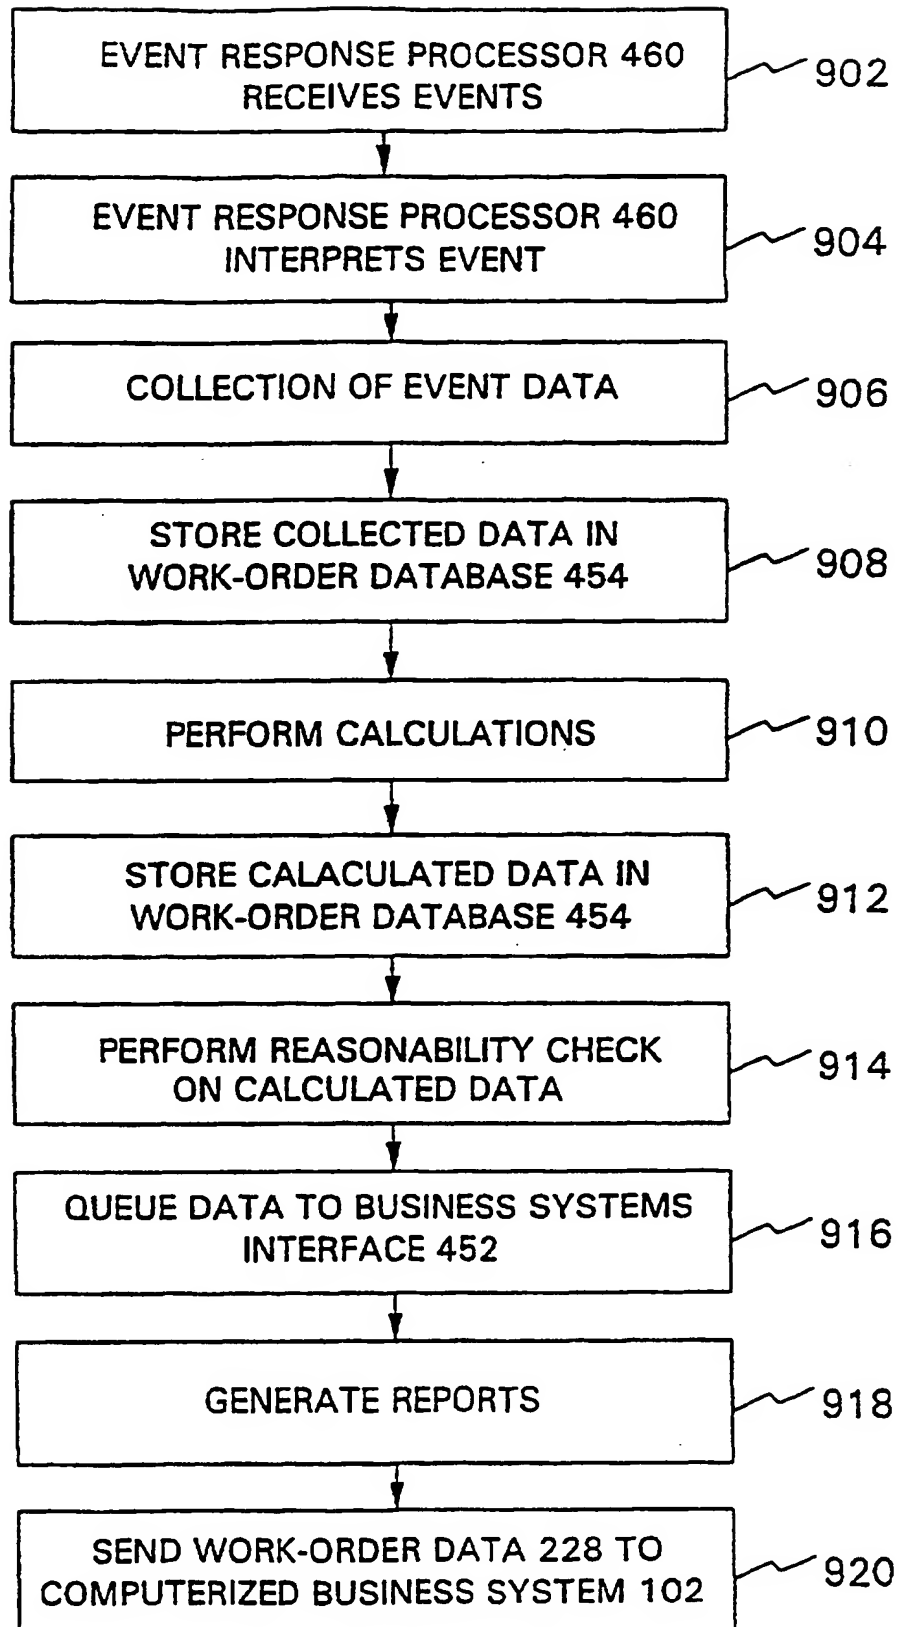 EVENT RESPONSE PROCESSOR 460
RECEIVES EVENTS
902
EVENT RESPONSE PROCESSOR 460
INTERPRETS EVENT
904
COLLECTION OF EVENT DATA
906
STORE COLLECTED DATA IN
WORK-ORDER DATABASE 454
908
PERFORM CALCULATIONS
910
STORE CALACULATED DATA IN
WORK-ORDER DATABASE 454
912
PERFORM REASONABILITY CHECK
ON CALCULATED DATA
914
QUEUE DATA TO BUSINESS SYSTEMS
INTERFACE 452
916
GENERATE REPORTS
918
SEND WORK-ORDER DATA 228 TO
COMPUTERIZED BUSINESS SYSTEM 102
920